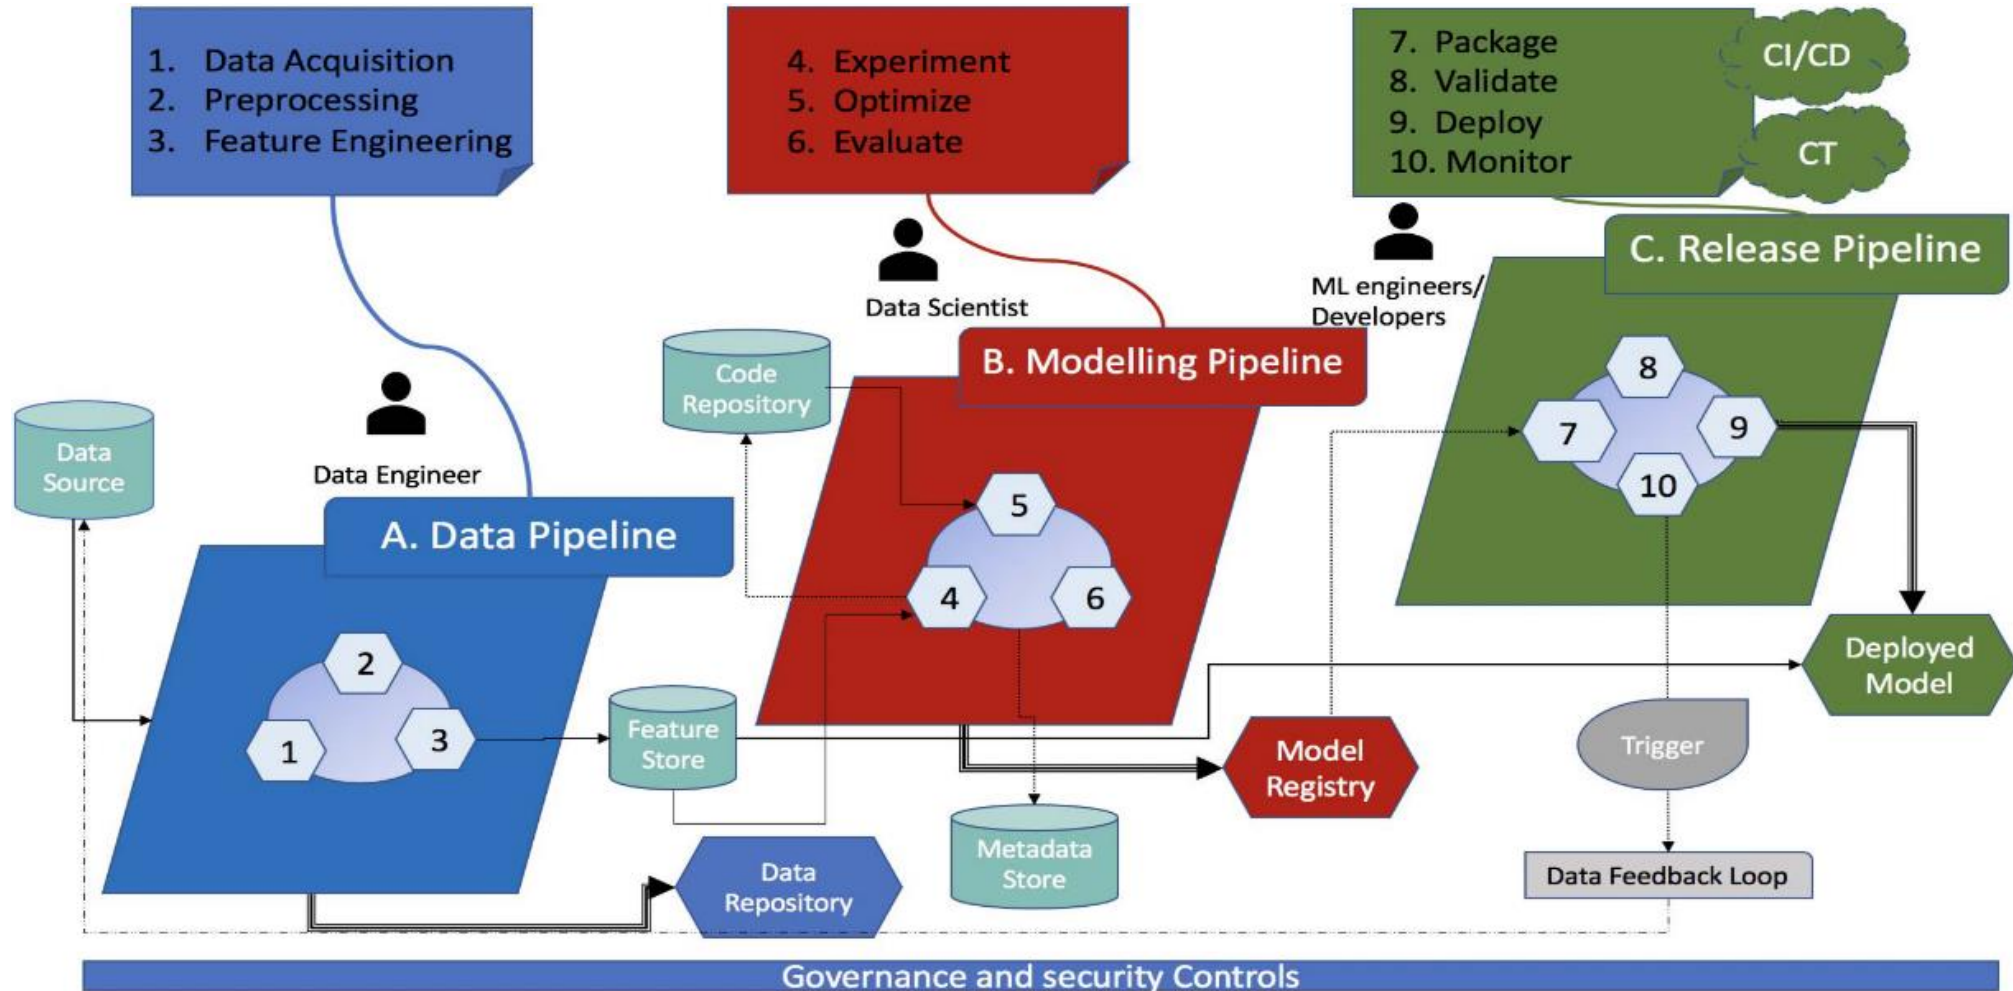 1. Data Acquisition
2. Preprocessing
3. Feature Engineering
4. Experiment
5. Optimize
6. Evaluate
7. Package
8. Validate
9. Deploy
10. Monitor
CI/CD
CT
Data Scientist
ML engineers/
Developers
C. Release Pipeline
B. Modelling Pipeline
Code
Repository
Data
Source
Data Engineer
A. Data Pipeline
2
1
3
5
4
6
8
7
9
10
Feature
Store
Data
Repository
Metadata
Store
Model
Registry
Deployed
Model
Trigger
Data Feedback Loop
Governance and security Controls